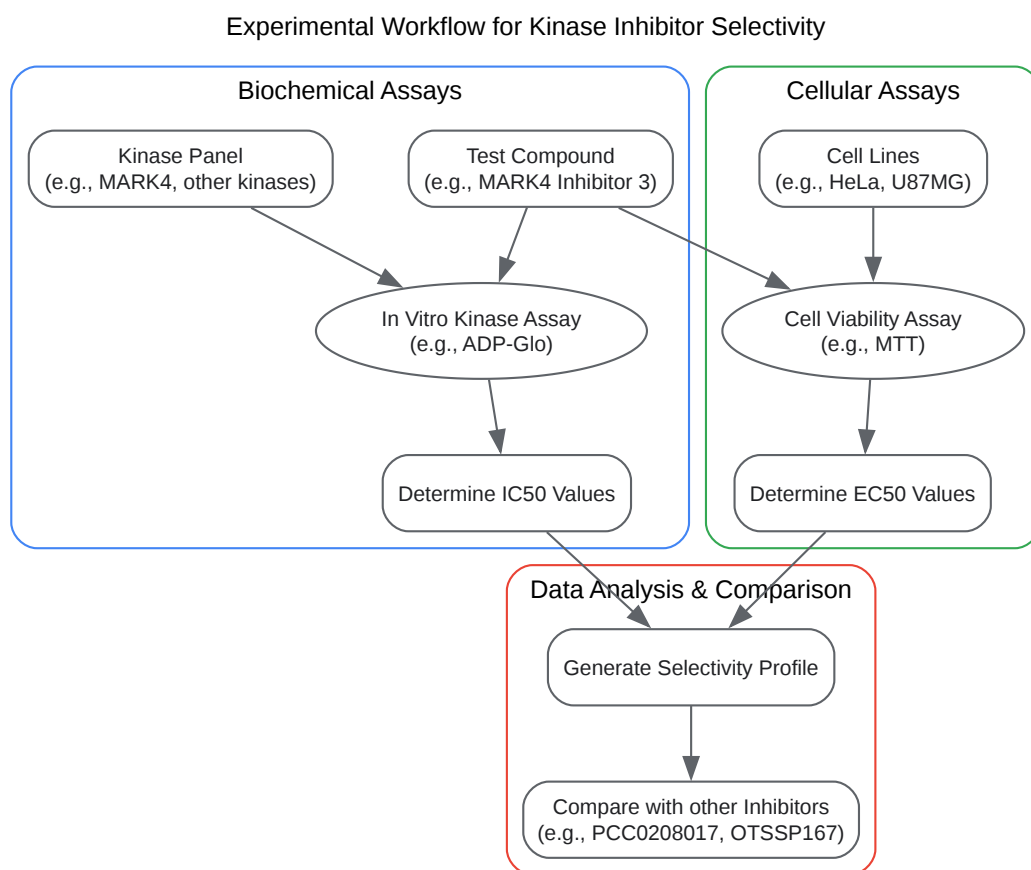 Experimental Workflow for Kinase Inhibitor Selectivity
Biochemical Assays
Cellular Assays
Kinase Panel
(e.g., MARK4, other kinases)
Test Compound
(e.g., MARK4 Inhibitor 3)
Cell Lines
(e.g., HeLa, U87MG)
In Vitro Kinase Assay
(e.g., ADP-Glo)
Cell Viability Assay
(e.g., MTT)
Determine IC50 Values
Determine EC50 Values
Data Analysis & Comparison
Generate Selectivity Profile
Compare with other Inhibitors
(e.g., PCC0208017, OTSSP167)